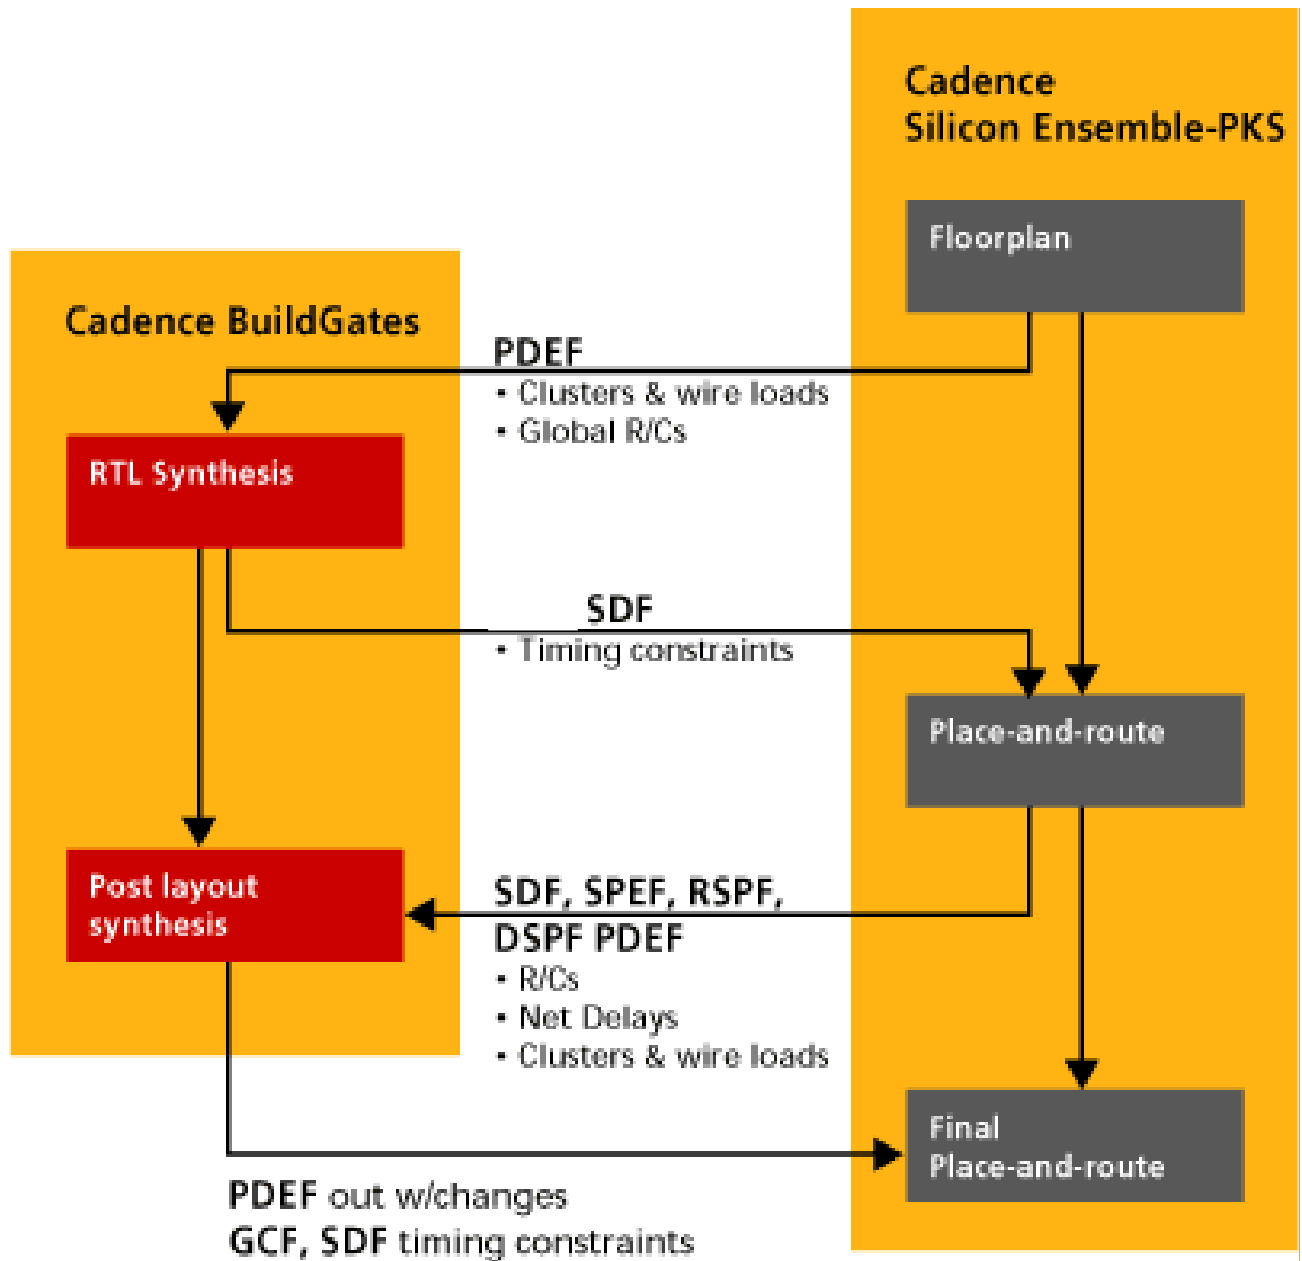 Cadence
Silicon Ensemble-PKS
Floorplan
Cadence BuildGates
PDEF
• Clusters & wire loads
• Global R/Cs
RTL Synthesis
SDF
• Timing constraints
Place-and-route
Post layout
synthesis
SDF, SPEF, RSPF,
DSPF PDEF
• R/Cs
• Net Delays
• Clusters & wire loads
Final
Place-and-route
PDEF out w/changes
GCF, SDF timing constraints